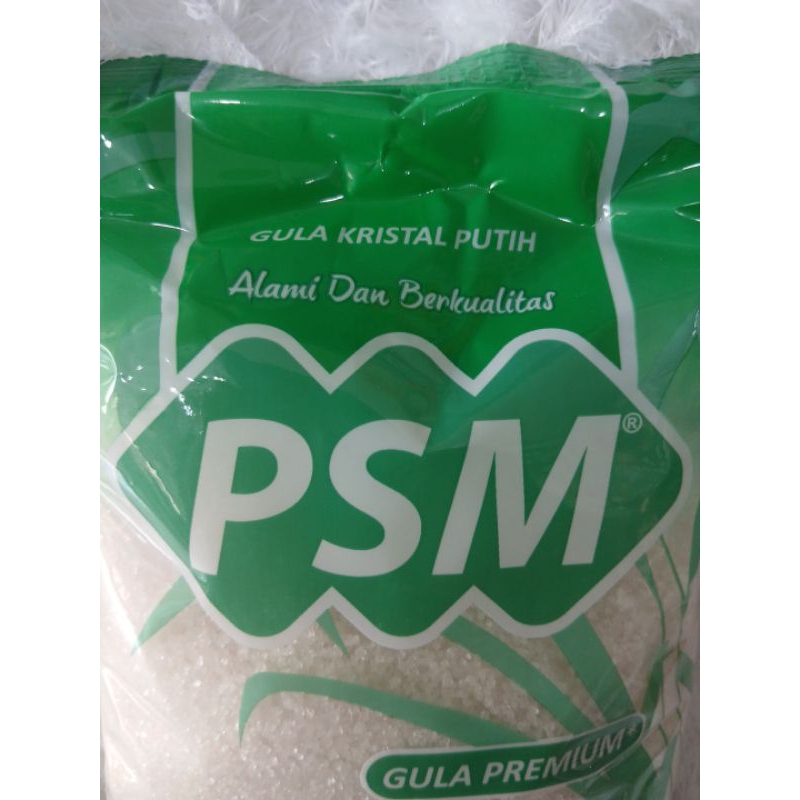 GULA KRISTAL PUTIH
Alami Dan Berkualitas
PSM®
GULA PREMIUM*